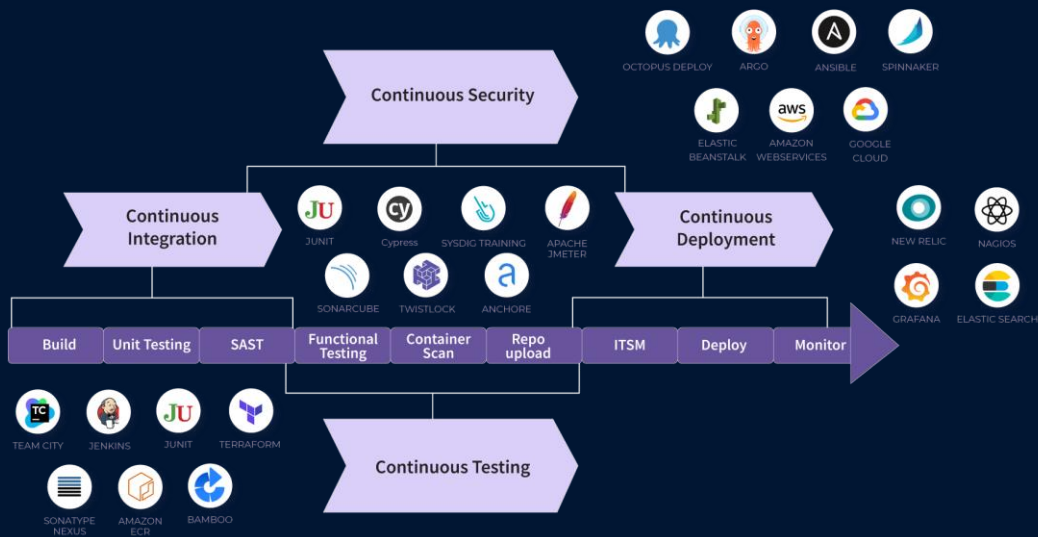 Continuous Security
OCTOPUS DEPLOY
ARGO
ANSIBLE
SPINNAKER
aws
ELASTIC
BEANSTALK
AMAZON
WEBSERVICES
GOOGLE
CLOUD
Continuous
Integration
JU
JUNIT
cy
Cypress
SYSDIG TRAINING
APACHE
JMETER
SONARCUBE
TWISTLOCK
a
ANCHORE
Continuous
Deployment
NEW RELIC
NAGIOS
GRAFANA
ELASTIC SEARCH
Build
Unit Testing
SAST
Functional
Testing
Container
Scan
Repo
upload
ITSM
Deploy
Monitor
TC
TEAM CITY
JENKINS
JU
JUNIT
TERRAFORM
SONATYPE
NEXUS
AMAZON
ECR
BAMBOO
Continuous Testing